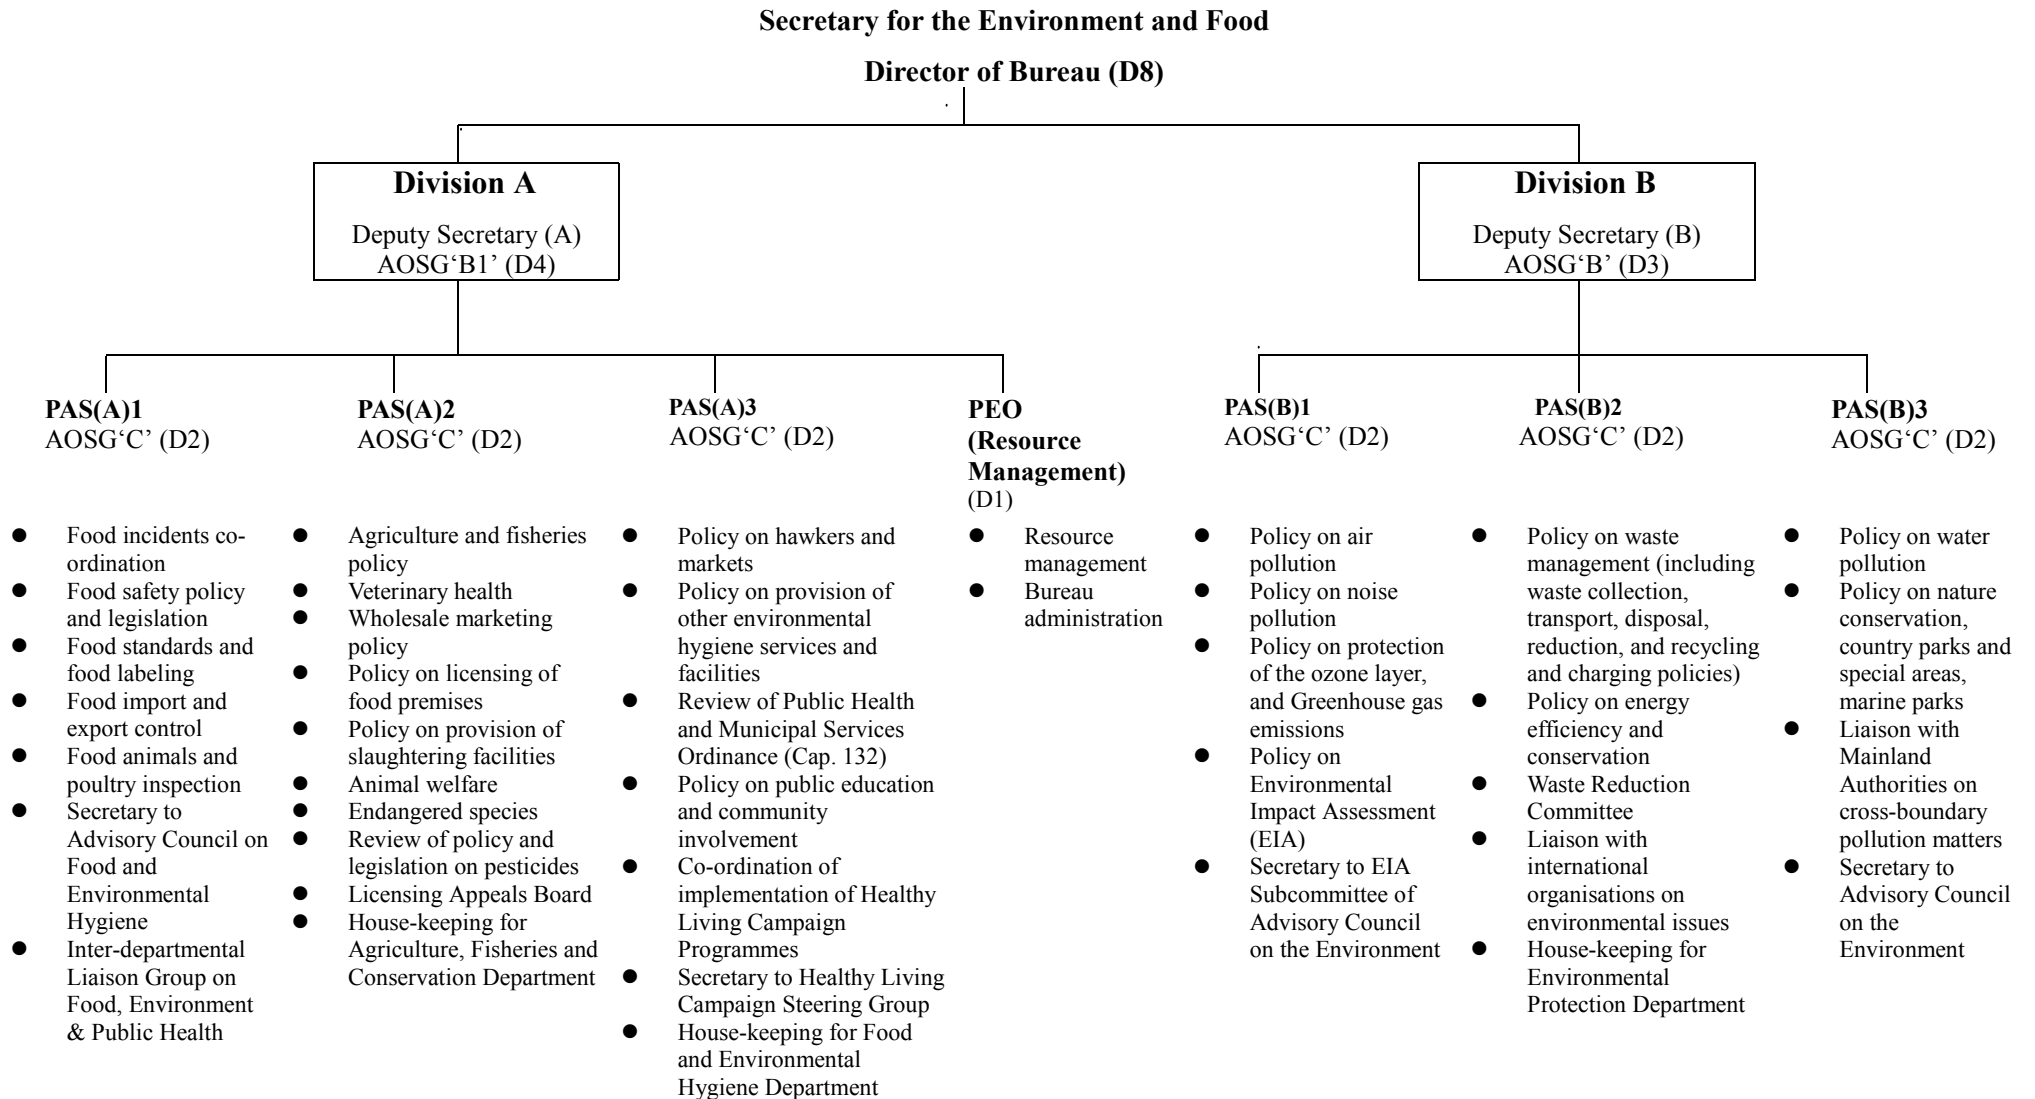 Secretary for the Environment and Food
Director of Bureau (D8)
Division A
Deputy Secretary (A)
AOSG‘B1’ (D4)
Division B
Deputy Secretary (B)
AOSG‘B’ (D3)
PAS(A)1
AOSG‘C’ (D2)
● Food incidents co-
ordination
● Food safety policy
and legislation
● Food standards and
food labeling
● Food import and
export control
● Food animals and
poultry inspection
● Secretary to
Advisory Council on
Food and
Environmental
Hygiene
● Inter-departmental
Liaison Group on
Food, Environment
& Public Health
PAS(A)2
AOSG‘C’ (D2)
● Agriculture and fisheries
policy
● Veterinary health
● Wholesale marketing
policy
● Policy on licensing of
food premises
● Policy on provision of
slaughtering facilities
● Animal welfare
● Endangered species
● Review of policy and
legislation on pesticides
● Licensing Appeals Board
● House-keeping for
Agriculture, Fisheries and
Conservation Department
PAS(A)3
AOSG‘C’ (D2)
● Policy on hawkers and
markets
● Policy on provision of
other environmental
hygiene services and
facilities
● Review of Public Health
and Municipal Services
Ordinance (Cap. 132)
● Policy on public education
and community
involvement
● Co-ordination of
implementation of Healthy
Living Campaign
Programmes
● Secretary to Healthy Living
Campaign Steering Group
● House-keeping for Food
and Environmental
Hygiene Department
PEO
(Resource
Management)
(D1)
● Resource
management
● Bureau
administration
PAS(B)1
AOSG‘C’ (D2)
● Policy on air
pollution
● Policy on noise
pollution
● Policy on protection
of the ozone layer,
and Greenhouse gas
emissions
● Policy on
Environmental
Impact Assessment
(EIA)
● Secretary to EIA
Subcommittee of
Advisory Council
on the Environment
PAS(B)2
AOSG‘C’ (D2)
● Policy on waste
management (including
waste collection,
transport, disposal,
reduction, and recycling
and charging policies)
● Policy on energy
efficiency and
conservation
● Waste Reduction
Committee
● Liaison with
international
organisations on
environmental issues
● House-keeping for
Environmental
Protection Department
PAS(B)3
AOSG‘C’ (D2)
● Policy on water
pollution
● Policy on nature
conservation,
country parks and
special areas,
marine parks
● Liaison with
Mainland
Authorities on
cross-boundary
pollution matters
● Secretary to
Advisory Council
on the
Environment